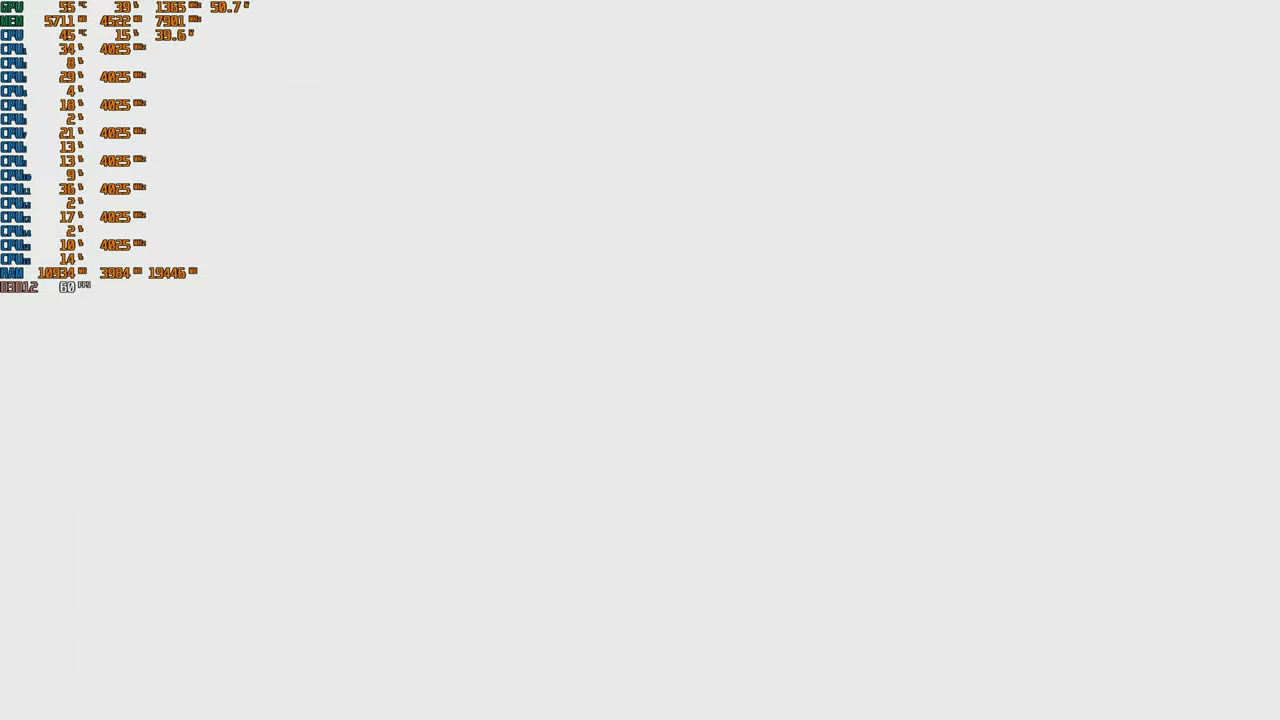 GPU 55 °C 39 % 1365 MHz 50.7 W
MEM 5711 MB 4522 MB 7901 MHz
CPU 45 °C 15 % 39.6 W
CPU1 34 % 4025 MHz
CPU2 8 %
CPU3 29 % 4025 MHz
CPU4 4 %
CPU5 18 % 4025 MHz
CPU6 2 %
CPU7 21 % 4025 MHz
CPU8 13 %
CPU9 13 % 4025 MHz
CPU10 9 %
CPU11 36 % 4025 MHz
CPU12 2 %
CPU13 17 % 4025 MHz
CPU14 2 %
CPU15 10 % 4025 MHz
CPU16 14 %
RAM 10934 MB 3984 MB 19446 MB
D3D12 60 FPS